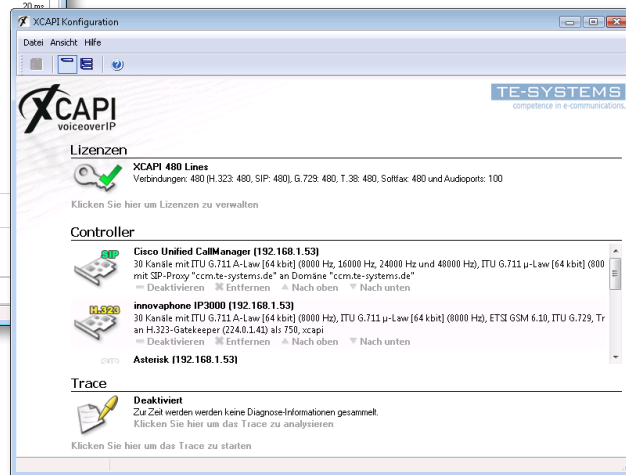 20 ms
XCAPI Konfiguration
Datei Ansicht Hilfe
XCAPI
voiceoverIP
TE-SYSTEMS
competence in e-communications.
Lizenzen
XCAPI 480 Lines
Verbindungen: 480 (H.323: 480, SIP: 480), G.729: 480, T.38: 480, Softfax: 480 und Audioports: 100
Klicken Sie hier um Lizenzen zu verwalten
Controller
SIP
Cisco Unified CallManager (192.168.1.53)
30 Kanäle mit ITU G.711 A-Law [64 kbit] (8000 Hz, 16000 Hz, 24000 Hz und 48000 Hz), ITU G.711 µ-Law [64 kbit] (800
mit SIP-Proxy "ccm.te-systems.de" an Domäne "ccm.te-systems.de"
Deaktivieren Entfernen Nach oben Nach unten
H.323
innovaphone IP3000 (192.168.1.53)
30 Kanäle mit ITU G.711 A-Law [64 kbit] (8000 Hz), ITU G.711 µ-Law [64 kbit] (8000 Hz), ETSI GSM 6.10, ITU G.729, Tr
an H.323-Gatekeeper (224.0.1.41) als 750, xcapi
Deaktivieren Entfernen Nach oben Nach unten
Asterisk (192.168.1.53)
Trace
Deaktiviert
Zur Zeit werden werden keine Diagnose-Informationen gesammelt.
Klicken Sie hier um das Trace zu analysieren
Klicken Sie hier um das Trace zu starten